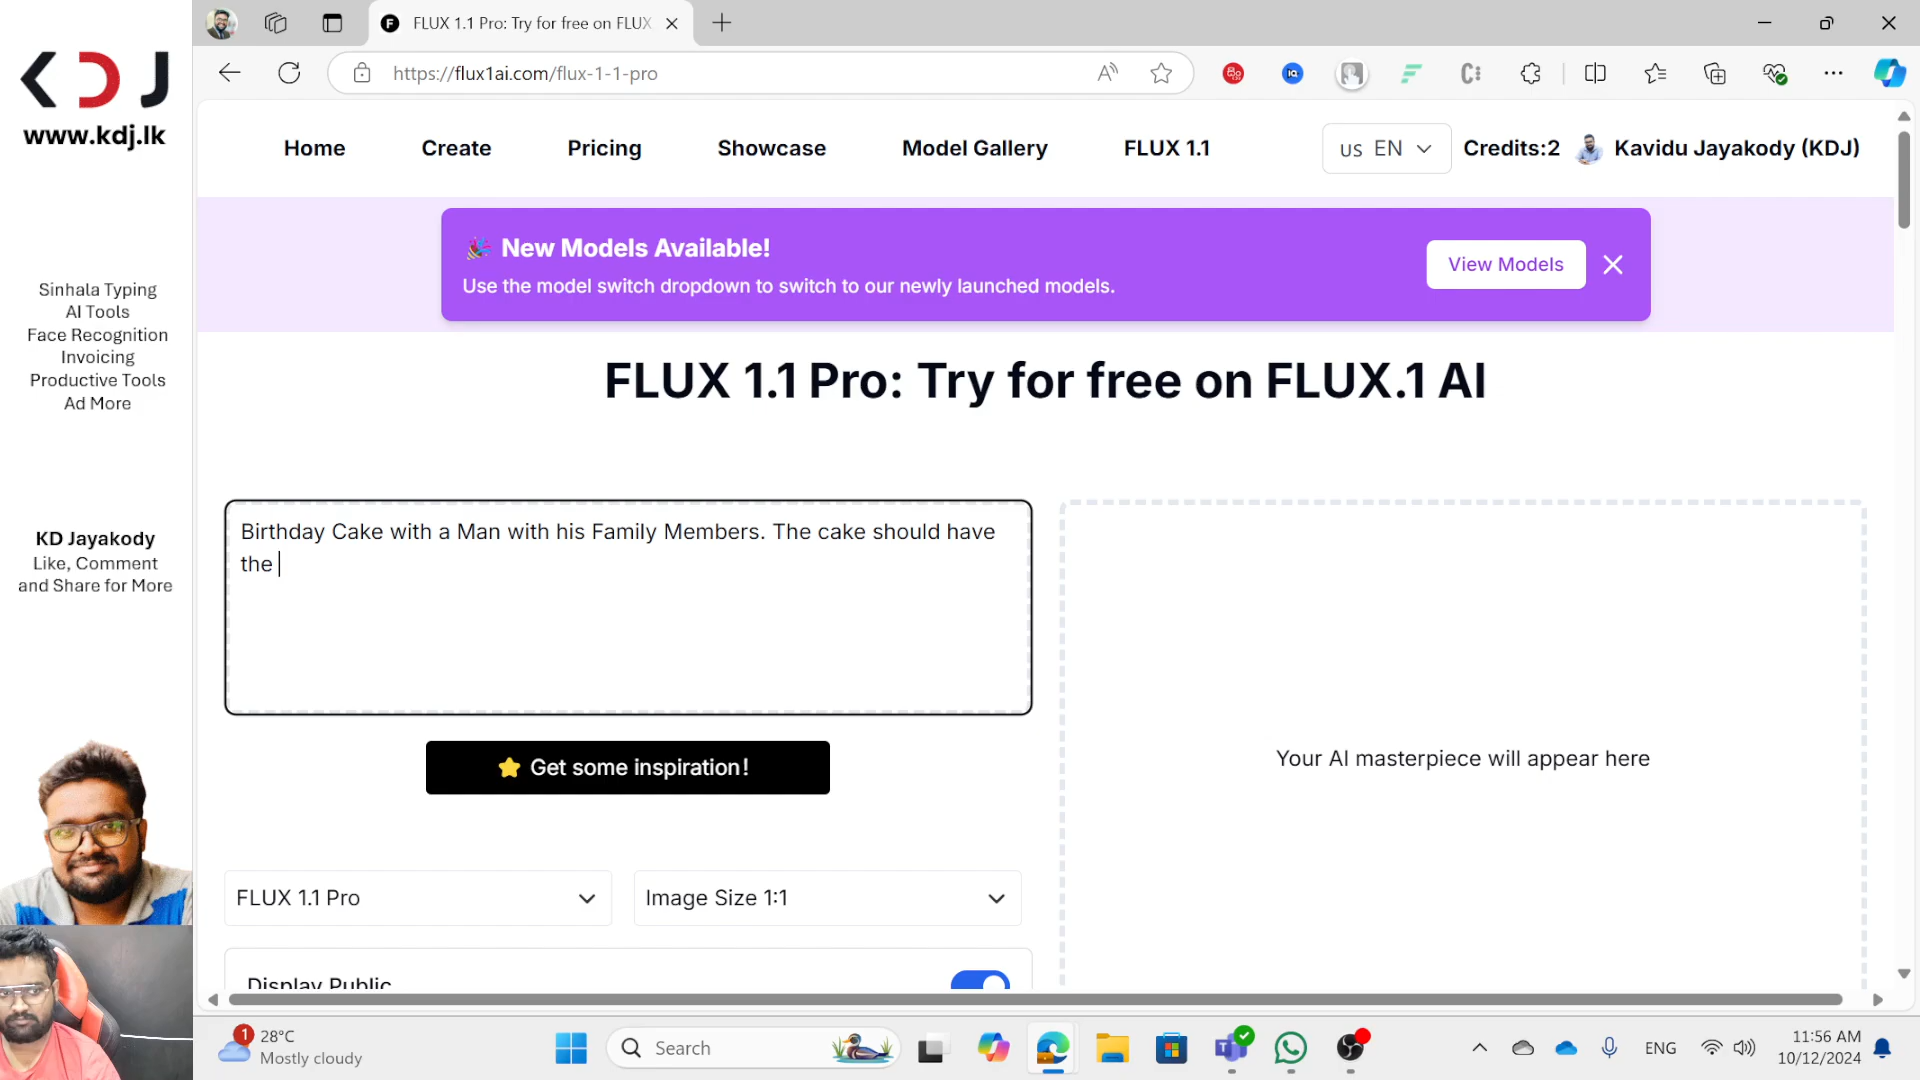 KDJ
www.kdj.lk
Sinhala Typing
AI Tools
Face Recognition
Invoicing
Productive Tools
Ad More
KD Jayakody
Like, Comment
and Share for More
FLUX 1.1 Pro: Try for free on FLUX
https://flux1ai.com/flux-1-1-pro
Home
Create
Pricing
Showcase
Model Gallery
FLUX 1.1
us EN
Credits:2
Kavidu Jayakody (KDJ)
New Models Available!
Use the model switch dropdown to switch to our newly launched models.
View Models
FLUX 1.1 Pro: Try for free on FLUX.1 AI
Birthday Cake with a Man with his Family Members. The cake should have
the
Get some inspiration!
Your AI masterpiece will appear here
FLUX 1.1 Pro
Image Size 1:1
Display Public
1
28°C
Mostly cloudy
Search
ENG
11:56 AM
10/12/2024